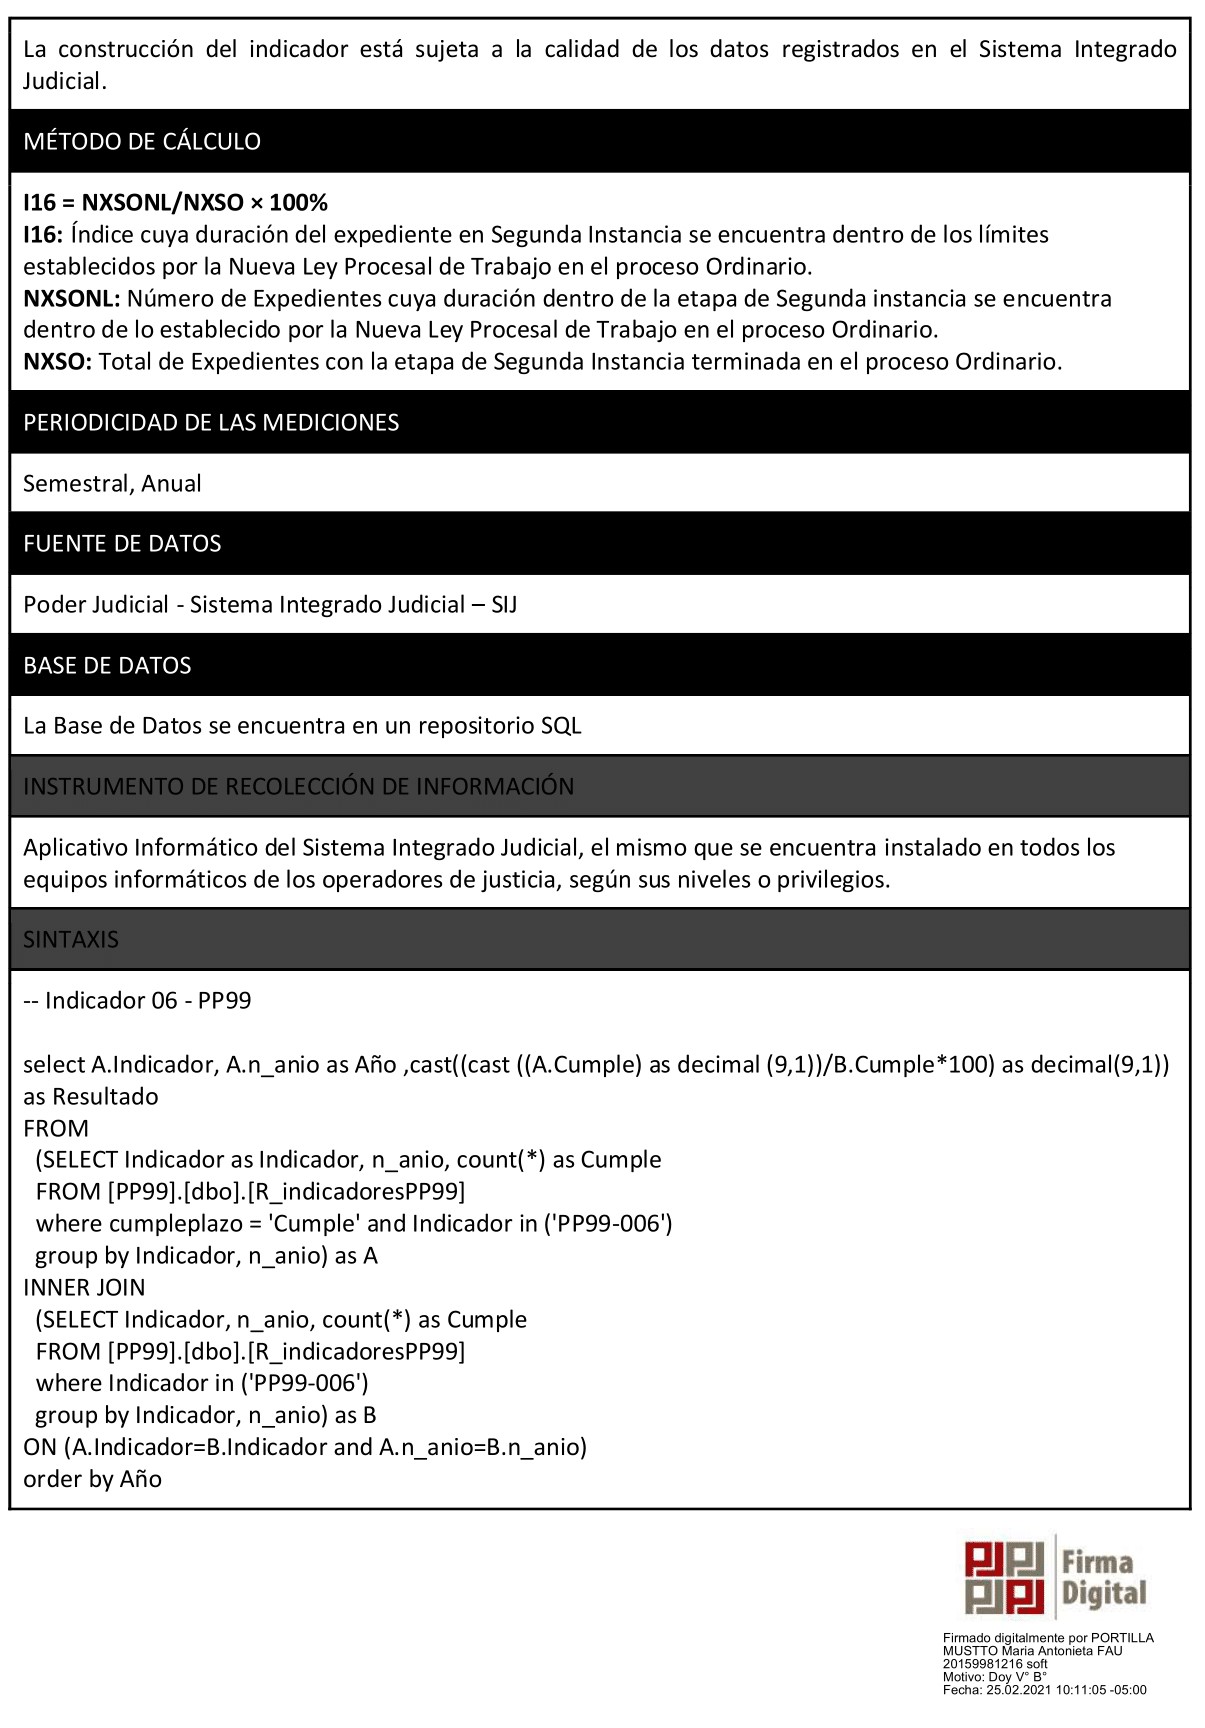 La construcción del indicador está sujeta a la calidad de los datos registrados en el Sistema Integrado
Judicial.
MÉTODO DE CÁLCULO
I16 = NXSONL/NXSO × 100%
I16: Índice cuya duración del expediente en Segunda Instancia se encuentra dentro de los límites
establecidos por la Nueva Ley Procesal de Trabajo en el proceso Ordinario.
NXSONL: Número de Expedientes cuya duración dentro de la etapa de Segunda instancia se encuentra
dentro de lo establecido por la Nueva Ley Procesal de Trabajo en el proceso Ordinario.
NXSO: Total de Expedientes con la etapa de Segunda Instancia terminada en el proceso Ordinario.
PERIODICIDAD DE LAS MEDICIONES
Semestral, Anual
FUENTE DE DATOS
Poder Judicial - Sistema Integrado Judicial – SIJ
BASE DE DATOS
La Base de Datos se encuentra en un repositorio SQL
INSTRUMENTO DE RECOLECCIÓN DE INFORMACIÓN
Aplicativo Informático del Sistema Integrado Judicial, el mismo que se encuentra instalado en todos los
equipos informáticos de los operadores de justicia, según sus niveles o privilegios.
SINTAXIS
-- Indicador 06 - PP99
select A.Indicador, A.n_anio as Año ,cast((cast ((A.Cumple) as decimal (9,1))/B.Cumple*100) as decimal(9,1))
as Resultado
FROM
(SELECT Indicador as Indicador, n_anio, count(*) as Cumple
FROM [PP99].[dbo].[R_indicadoresPP99]
where cumpleplazo = 'Cumple' and Indicador in ('PP99-006')
group by Indicador, n_anio) as A
INNER JOIN
(SELECT Indicador, n_anio, count(*) as Cumple
FROM [PP99].[dbo].[R_indicadoresPP99]
where Indicador in ('PP99-006')
group by Indicador, n_anio) as B
ON (A.Indicador=B.Indicador and A.n_anio=B.n_anio)
order by Año
PJ PJ
PJ PJ
Firma
Digital
Firmado digitalmente por PORTILLA
MUSTTO Maria Antonieta FAU
20159981216 soft
Motivo: Doy V° B°
Fecha: 25.02.2021 10:11:05 -05:00